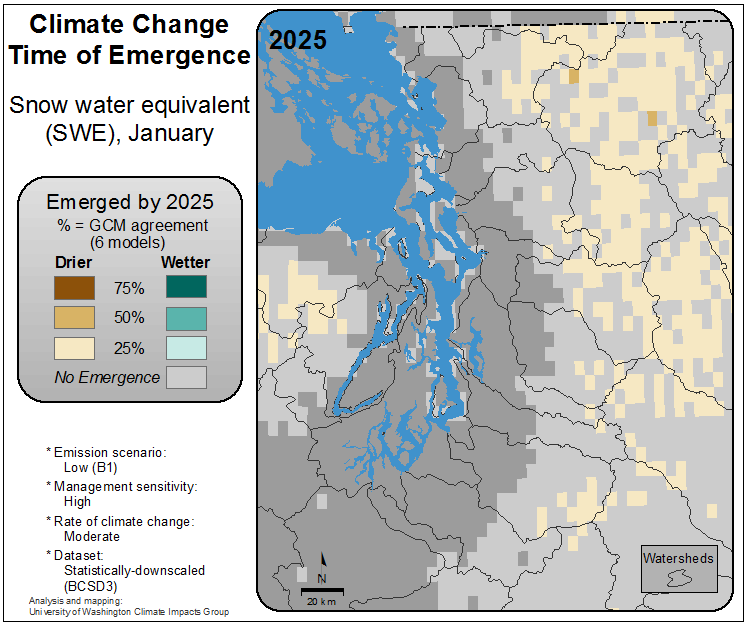 Climate Change
Time of Emergence
Snow water equivalent
(SWE), January
Emerged by 2025
% = GCM agreement
(6 models)
Drier Wetter
75%
50%
25%
No Emergence
* Emission scenario:
Low (B1)
* Management sensitivity:
High
* Rate of climate change:
Moderate
* Dataset:
Statistically-downscaled
(BCSD3)
Analysis and mapping:
University of Washington Climate Impacts Group
2025
N
20 km
Watersheds